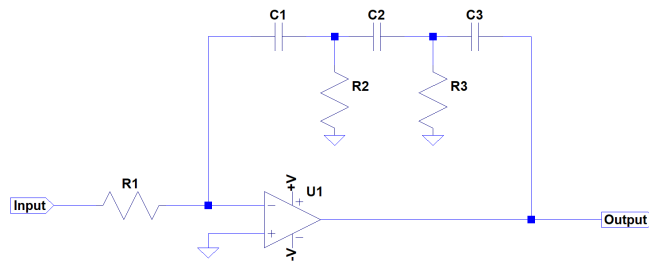 C1 C2 C3
R2 R3
R1
+V U1
Input
− +
+ −
Output
-V